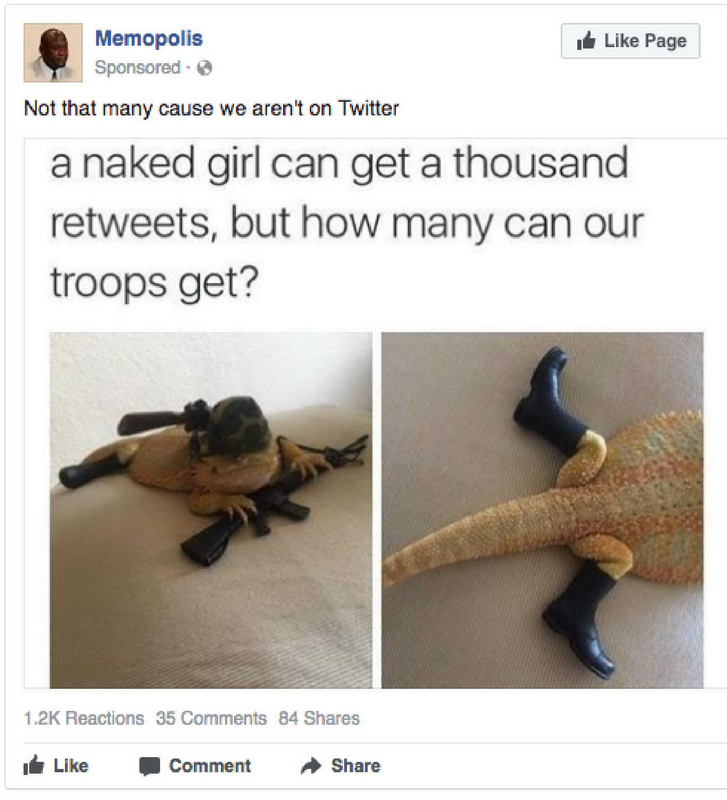 Memopolis
Like Page
Sponsored ·
Not that many cause we aren't on Twitter
a naked girl can get a thousand
retweets, but how many can our
troops get?
1.2K Reactions 35 Comments 84 Shares
Like Comment Share